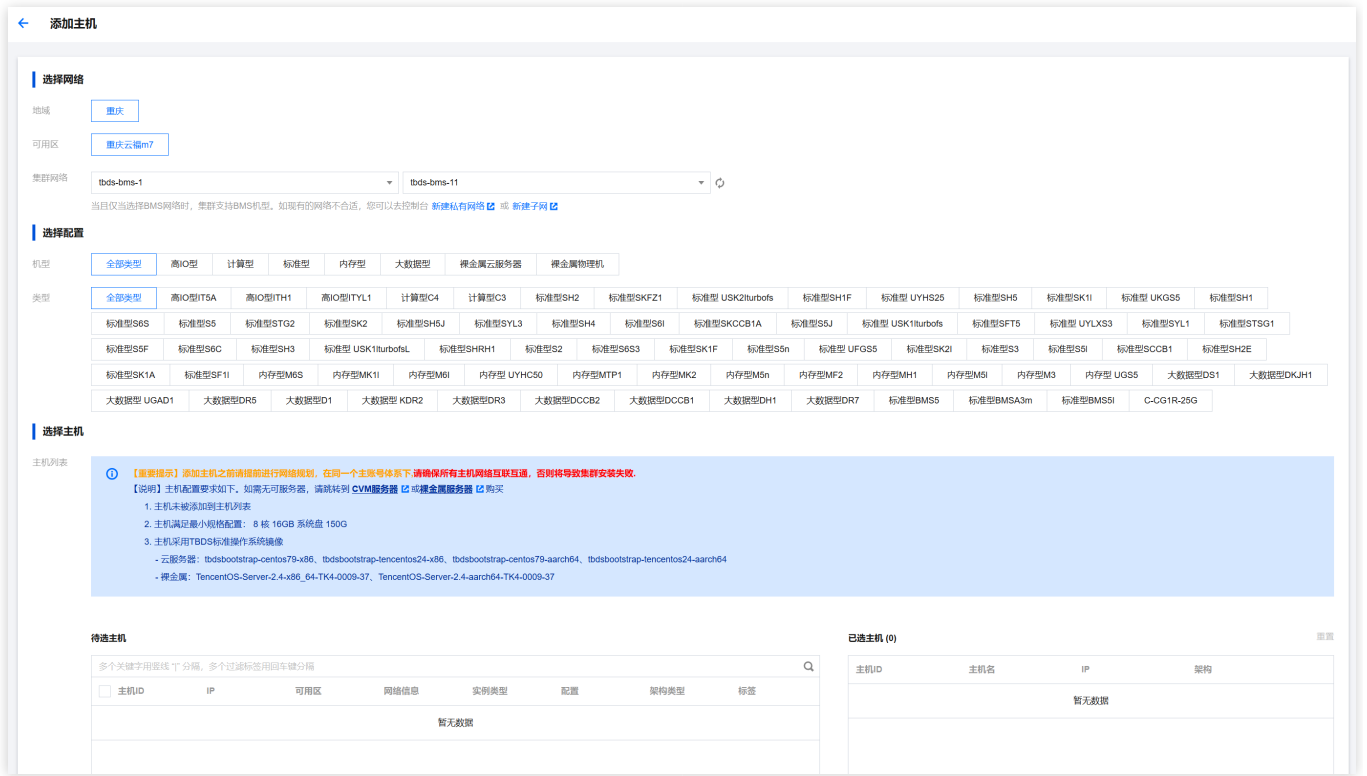 添加主机
选择网络
地域 重庆
可用区 重庆云福m7
集群网络 tbds-bms-1 tbds-bms-11
当且仅当选择BMS网络时，集群支持BMS机型。如现有的网络不合适，您可以去控制台 新建私有网络 或 新建子网
选择配置
机型 全部类型 高IO型 计算型 标准型 内存型 大数据型 裸金属云服务器 裸金属物理机
类型 全部类型 高IO型IT5A 高IO型ITH1 高IO型ITYL1 计算型C4 计算型C3 标准型SH2 标准型SKFZ1 标准型 USK2lturbofs 标准型SH1F 标准型 UYHS25 标准型SH5 标准型SK1I 标准型 UKGS5 标准型SH1
标准型S6S 标准型S5 标准型STG2 标准型SK2 标准型SH5J 标准型SYL3 标准型SH4 标准型S6I 标准型SKCCB1A 标准型S5J 标准型 USK1lturbofs 标准型SFT5 标准型 UYLXS3 标准型SYL1 标准型STSG1
标准型S5F 标准型S6C 标准型SH3 标准型 USK1lturbofsL 标准型SHRH1 标准型S2 标准型S6S3 标准型SK1F 标准型S5n 标准型 UFGS5 标准型SK2I 标准型S3 标准型S5I 标准型SCCB1 标准型SH2E
标准型SK1A 标准型SF1I 内存型M6S 内存型MK1I 内存型M6I 内存型 UYHC50 内存型MTP1 内存型MK2 内存型M5n 内存型MF2 内存型MH1 内存型M5I 内存型M3 内存型 UGS5 大数据型DS1 大数据型DKJH1
大数据型 UGAD1 大数据型DR5 大数据型D1 大数据型 KDR2 大数据型DR3 大数据型DCCB2 大数据型DCCB1 大数据型DH1 大数据型DR7 标准型BMS5 标准型BMSA3m 标准型BMS5I C-CG1R-25G
选择主机
主机列表
【重要提示】添加主机之前请提前进行网络规划，在同一个主账号体系下,请确保所有主机网络互联互通，否则将导致集群安装失败.
【说明】主机配置要求如下。如需无可服务器，请跳转到 CVM服务器 或裸金属服务器 购买
1. 主机未被添加到主机列表
2. 主机满足最小规格配置： 8 核 16GB 系统盘 150G
3. 主机采用TBDS标准操作系统镜像
- 云服务器：tbdsbootstrap-centos79-x86、tbdsbootstrap-tencentos24-x86、tbdsbootstrap-centos79-aarch64、tbdsbootstrap-tencentos24-aarch64
- 裸金属：TencentOS-Server-2.4-x86_64-TK4-0009-37、TencentOS-Server-2.4-aarch64-TK4-0009-37
待选主机 已选主机 (0) 重置
多个关键字用竖线 "|" 分隔，多个过滤标签用回车键分隔
主机ID IP 可用区 网络信息 实例类型 配置 架构类型 标签 主机ID 主机名 IP 架构
暂无数据 暂无数据